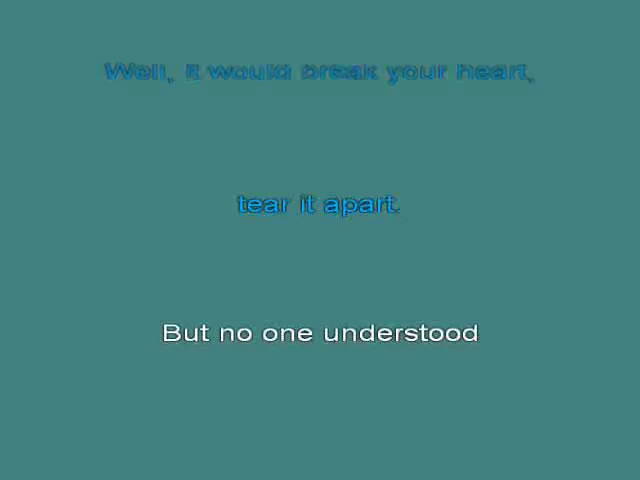 Well, it would break your heart,
tear it apart.
But no one understood